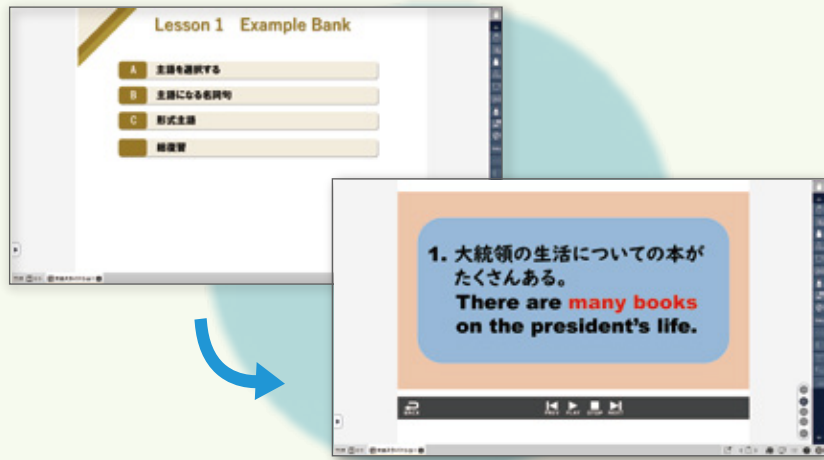 Lesson 1 Example Bank
A 主語を選択する
B 主語になる名詞句
C 形式主語
総復習
1. 大統領の生活についての本が
たくさんある。
There are many books
on the president's life.
BACK
PREV PLAY STOP NEXT